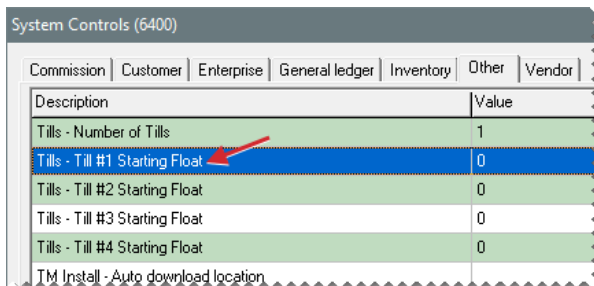 System Controls (6400)
Commission Customer Enterprise General ledger Inventory Other Vendor
Description Value
Tills - Number of Tills 1
Tills - Till #1 Starting Float 0
Tills - Till #2 Starting Float 0
Tills - Till #3 Starting Float 0
Tills - Till #4 Starting Float 0
TM Install - Auto download location